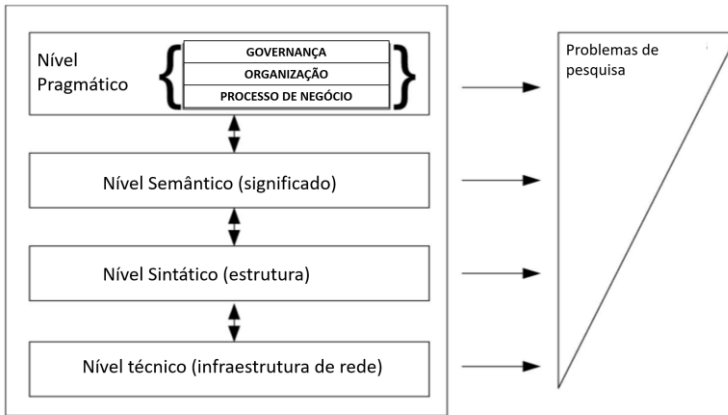 Nível
Pragmático
GOVERNANÇA
ORGANIZAÇÃO
PROCESSO DE NEGÓCIO
Problemas de
pesquisa
Nível Semântico (significado)
Nível Sintático (estrutura)
Nível técnico (infraestrutura de rede)